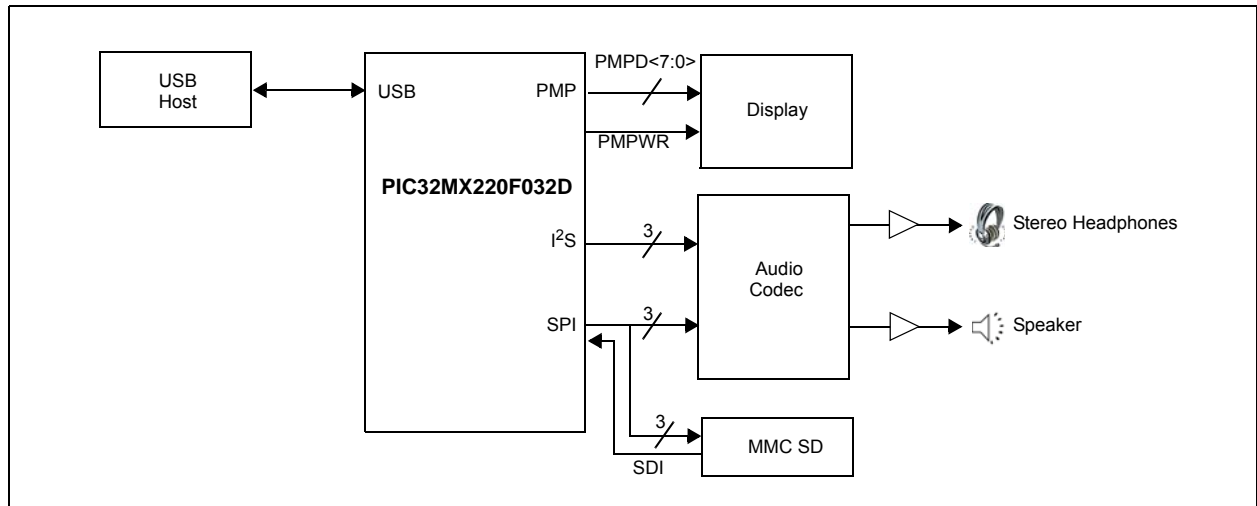 USB
Host
USB
PMP
PMPD<7:0>
PMPWR
Display
PIC32MX220F032D
I²S
3
Audio
Codec
Stereo Headphones
SPI
3
Speaker
3
SDI
MMC SD